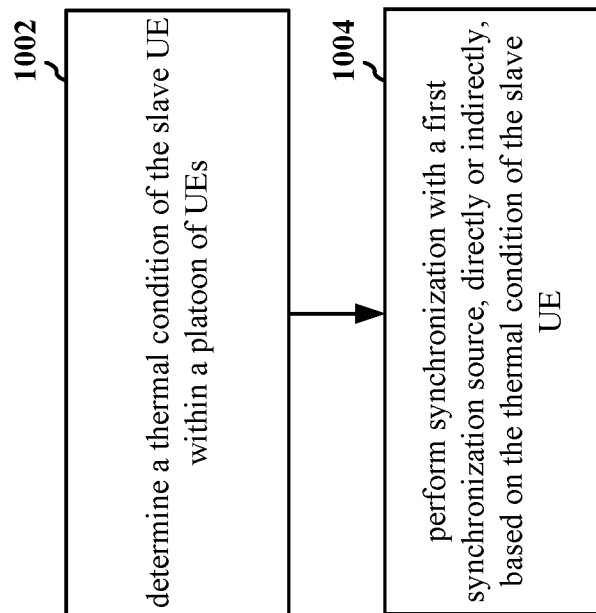 1002
determine a thermal condition of the slave UE
within a platoon of UEs
1004
perform synchronization with a first
synchronization source, directly or indirectly,
based on the thermal condition of the slave
UE